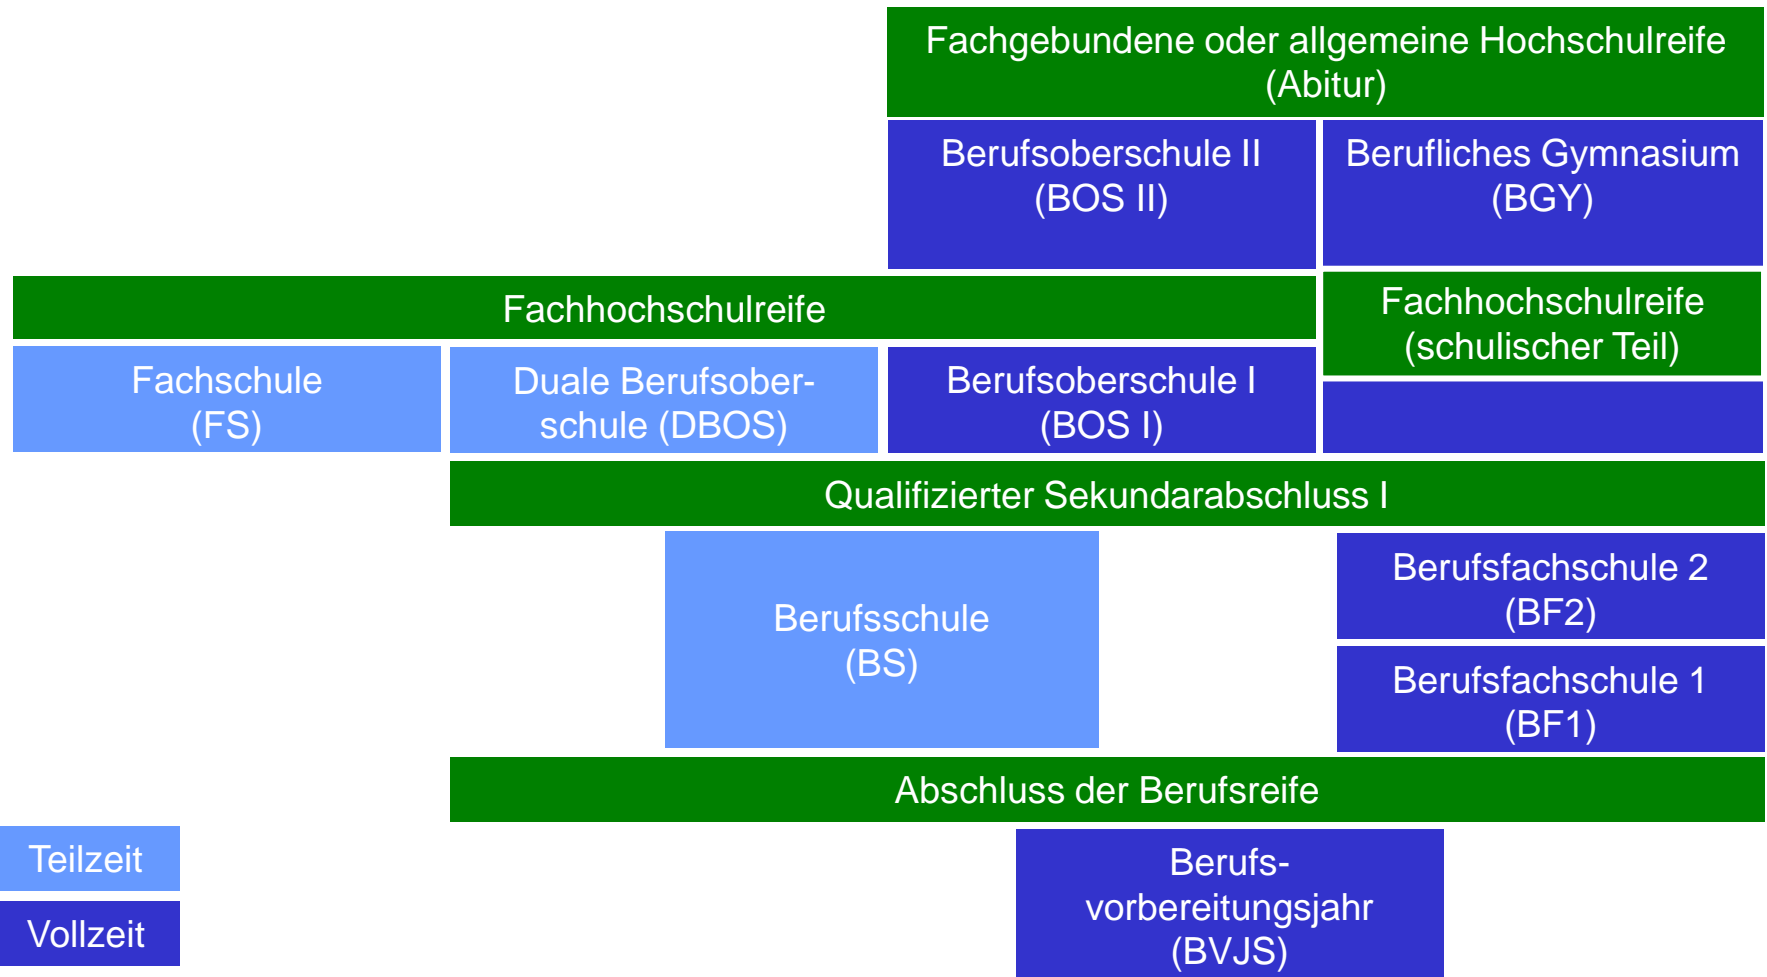 Fachgebundene oder allgemeine Hochschulreife
(Abitur)
Berufsoberschule II
(BOS II)
Berufliches Gymnasium
(BGY)
Fachhochschulreife
Fachhochschulreife
(schulischer Teil)
Fachschule
(FS)
Duale Berufsober-
schule (DBOS)
Berufsoberschule I
(BOS I)
Qualifizierter Sekundarabschluss I
Berufsschule
(BS)
Berufsfachschule 2
(BF2)
Berufsfachschule 1
(BF1)
Abschluss der Berufsreife
Teilzeit
Vollzeit
Berufs-
vorbereitungsjahr
(BVJS)